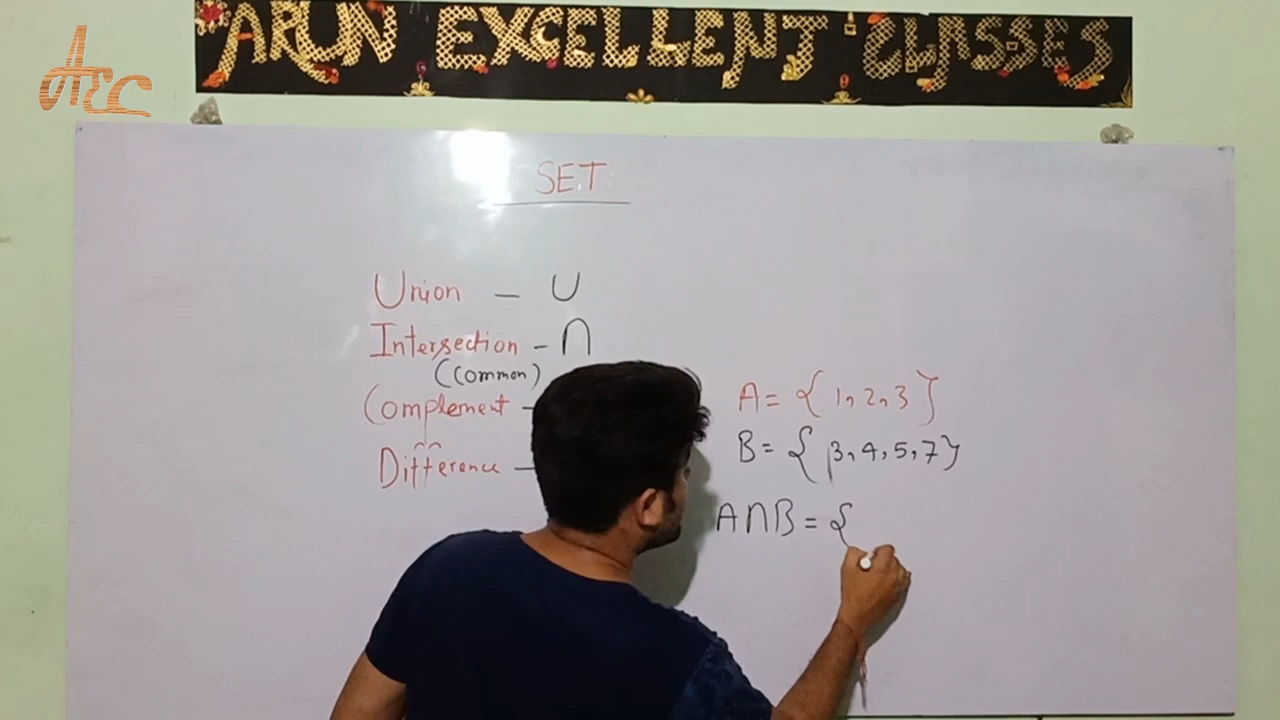 ARUN EXCELLENT CLASSES
AEC
SET
Union — ∪
Intersection - ∩
(Common)
Complement -
Difference -
A = { 1, 2, 3 }
B = { 3, 4, 5, 7 }
A∩B = {